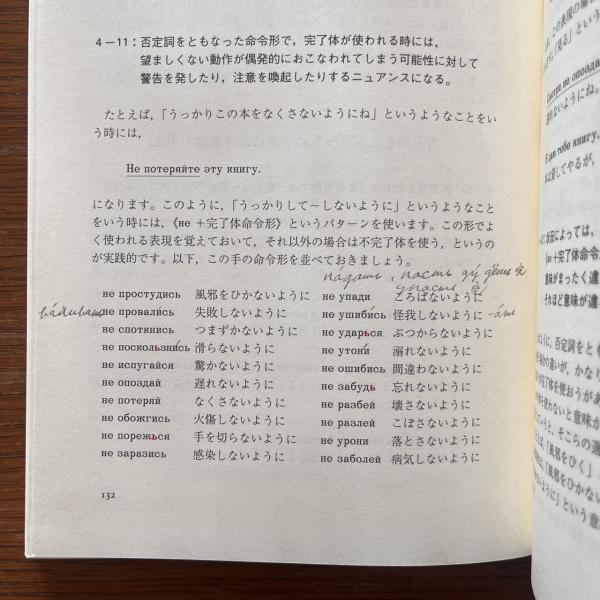 4－11：否定詞をともなった命令形で，完了体が使われる時には，
望ましくない動作が偶発的におこなわれてしまう可能性に対して
警告を発したり，注意を喚起したりするニュアンスになる。
たとえば，「うっかりこの本をなくさないようにね」というようなことをい
う時には，
Не потеряйте эту книгу.
になります。このように，「うっかりして～しないように」というようなこと
をいう時には，《не ＋完了体命令形》というパターンを使います。この形でよ
く使われる表現を覚えておいて，それ以外の場合は不完了体を使う，というの
が実践的です。以下，この手の命令形を並べておきましょう。
пáдать, пасть
упасть
не простудись 風邪をひかないように не упади ころばないように
не провались 失敗しないように не ушибись 怪我しないように
не споткнись つまずかないように не ударься ぶつからないように
не поскользнись 滑らないように не утони 溺れないように
не испугайся 驚かないように не ошибись 間違わないように
не опоздай 遅れないように не забудь 忘れないように
не потеряй なくさないように не разбей 壊さないように
не обожгись 火傷しないように не разлей こぼさないように
не порежься 手を切らないように не урони 落とさないように
не заразись 感染しないように не заболей 病気しないように
132